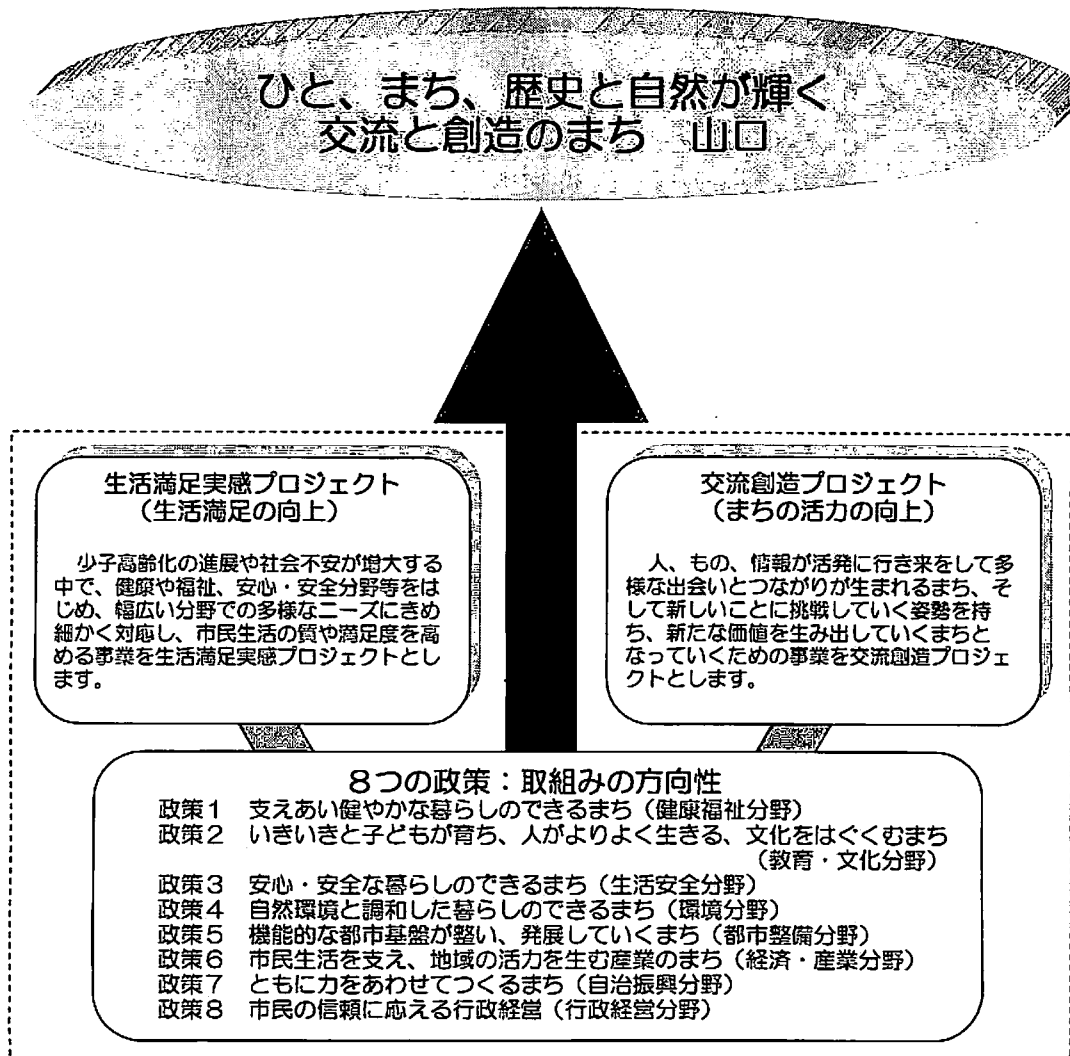 ひと、まち、歴史と自然が輝く
交流と創造のまち　山口
生活満足実感プロジェクト
（生活満足の向上）
少子高齢化の進展や社会不安が増大する
中で、健康や福祉、安心・安全分野等をは
じめ、幅広い分野での多様なニーズにきめ
細かく対応し、市民生活の質や満足度を高
める事業を生活満足実感プロジェクトとし
ます。
交流創造プロジェクト
（まちの活力の向上）
人、もの、情報が活発に行き来をして多
様な出会いとつながりが生まれるまち、そ
して新しいことに挑戦していく姿勢を持
ち、新たな価値を生み出していくまちと
なっていくための事業を交流創造プロジェ
クトとします。
８つの政策：取組みの方向性
政策１　支えあい健やかな暮らしのできるまち（健康福祉分野）
政策２　いきいきと子どもが育ち、人がよりよく生きる、文化をはぐくむまち
（教育・文化分野）
政策３　安心・安全な暮らしのできるまち（生活安全分野）
政策４　自然環境と調和した暮らしのできるまち（環境分野）
政策５　機能的な都市基盤が整い、発展していくまち（都市整備分野）
政策６　市民生活を支え、地域の活力を生む産業のまち（経済・産業分野）
政策７　ともに力をあわせてつくるまち（自治振興分野）
政策８　市民の信頼に応える行政経営（行政経営分野）